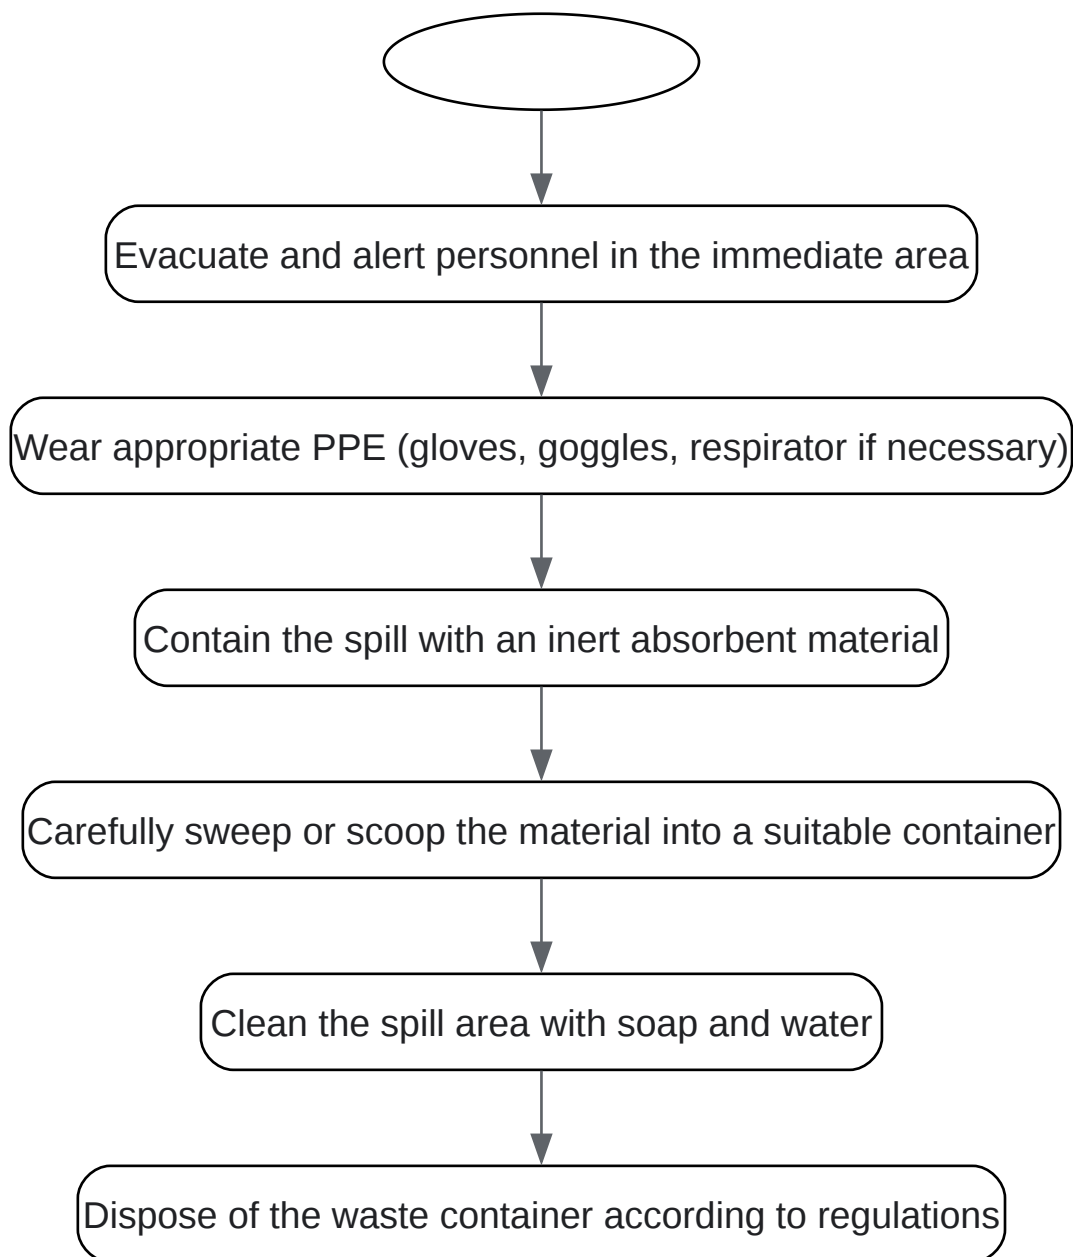 Evacuate and alert personnel in the immediate area
Wear appropriate PPE (gloves, goggles, respirator if necessary)
Contain the spill with an inert absorbent material
Carefully sweep or scoop the material into a suitable container
Clean the spill area with soap and water
Dispose of the waste container according to regulations